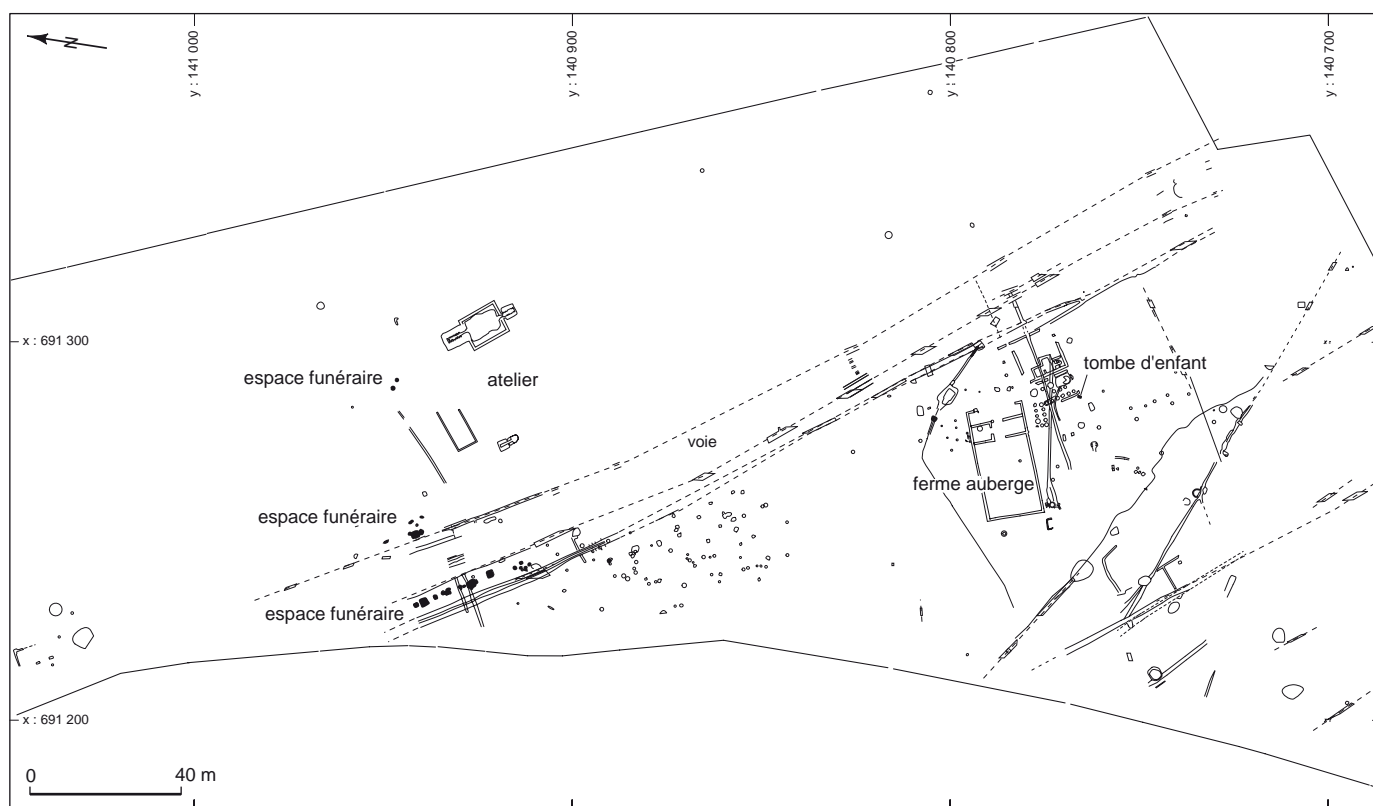 N
y : 141 000
y : 140 900
y : 140 800
y : 140 700
x : 691 300
espace funéraire
atelier
tombe d'enfant
voie
ferme auberge
espace funéraire
espace funéraire
x : 691 200
0 40 m